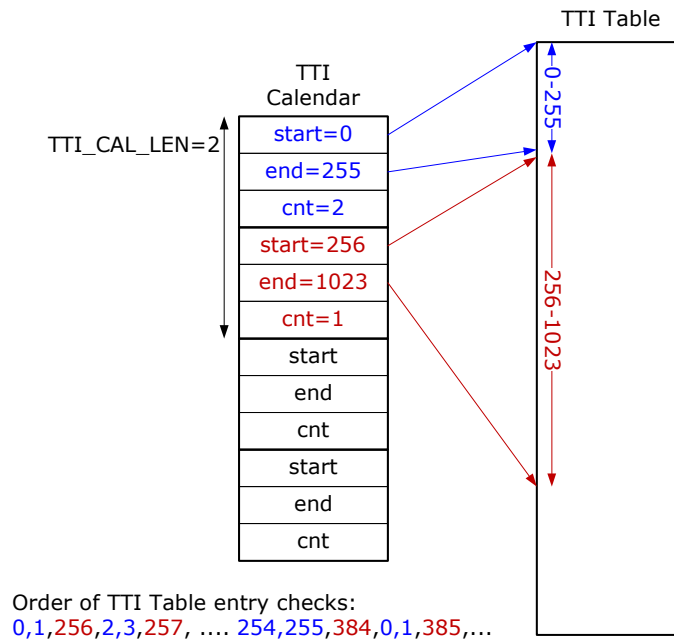 TTI Table
TTI
Calendar
TTI_CAL_LEN=2
start=0
end=255
cnt=2
start=256
end=1023
cnt=1
start
end
cnt
start
end
cnt
0-255
256-1023
Order of TTI Table entry checks:
0,1,256,2,3,257, .... 254,255,384,0,1,385,...